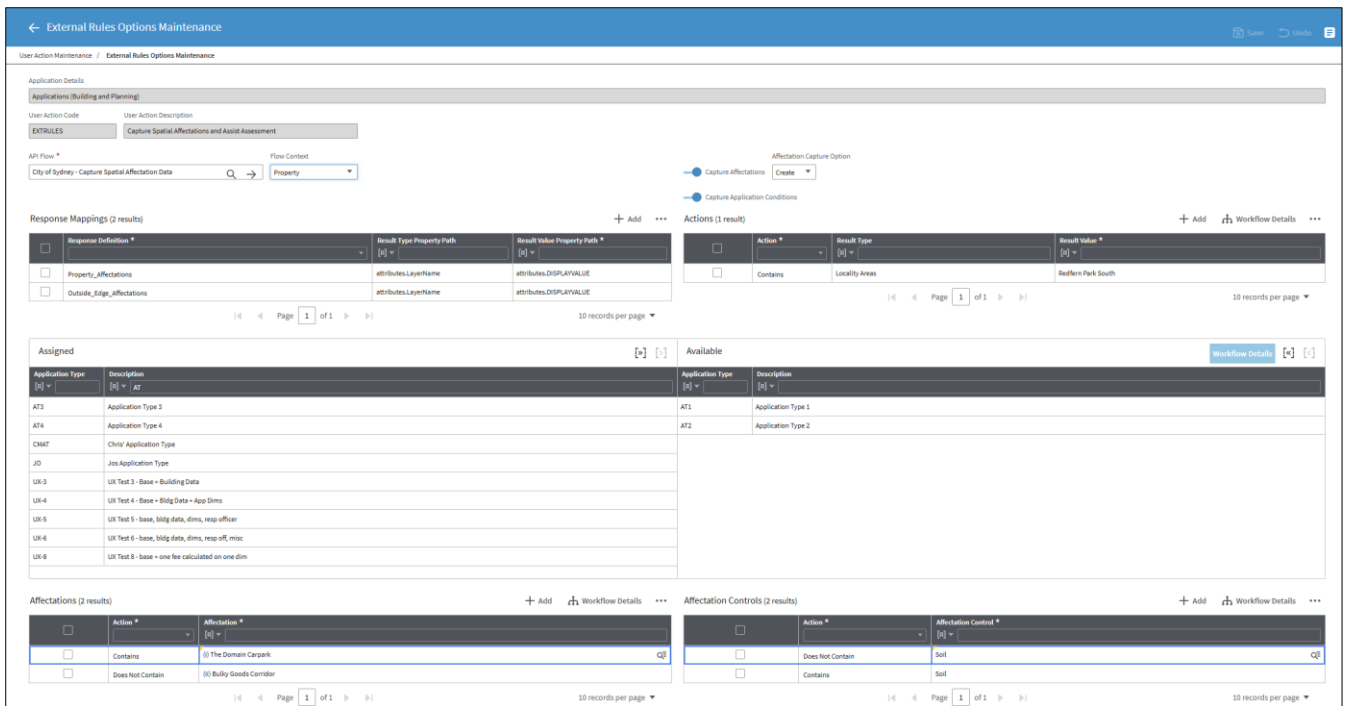 ← External Rules Options Maintenance
Save Undo
User Action Maintenance / External Rules Options Maintenance
Application Details
Applications (Building and Planning)
User Action Code User Action Description
EXTRULES Capture Spatial Affectations and Assist Assessment
API Flow * Flow Context Affectation Capture Option
City of Sydney - Capture Spatial Affectation Data Property Capture Affectations Create
Capture Application Conditions
Response Mappings (2 results) + Add ••• Actions (1 result) + Add Workflow Details •••
Response Definition * Result Type Property Path Result Value Property Path * Action * Result Type Result Value *
Property_Affectations attributes.LayerName attributes.DISPLAYVALUE Contains Locality Areas Redfern Park South
Outside_Edge_Affectations attributes.LayerName attributes.DISPLAYVALUE
Page 1 of 1 10 records per page
Page 1 of 1 10 records per page
Assigned Available Workflow Details
Application Type Description Application Type Description
AT
AT3 Application Type 3 AT1 Application Type 1
AT4 Application Type 4 AT2 Application Type 2
CMAT Chris' Application Type
JO Jos Application Type
UX-3 UX Test 3 - Base + Building Data
UX-4 UX Test 4 - Base + Bldg Data + App Dims
UX-5 UX Test 5 - base, bldg data, dims, resp officer
UX-6 UX Test 6 - base, bldg data, dims, resp off, misc
UX-8 UX Test 8 - base + one fee calculated on one dim
Affectations (2 results) + Add Workflow Details ••• Affectation Controls (2 results) + Add Workflow Details •••
Action * Affectation * Action * Affectation Control *
Contains (i) The Domain Carpark Does Not Contain Soil
Does Not Contain (ii) Bulky Goods Corridor Contains Soil
Page 1 of 1 10 records per page Page 1 of 1 10 records per page